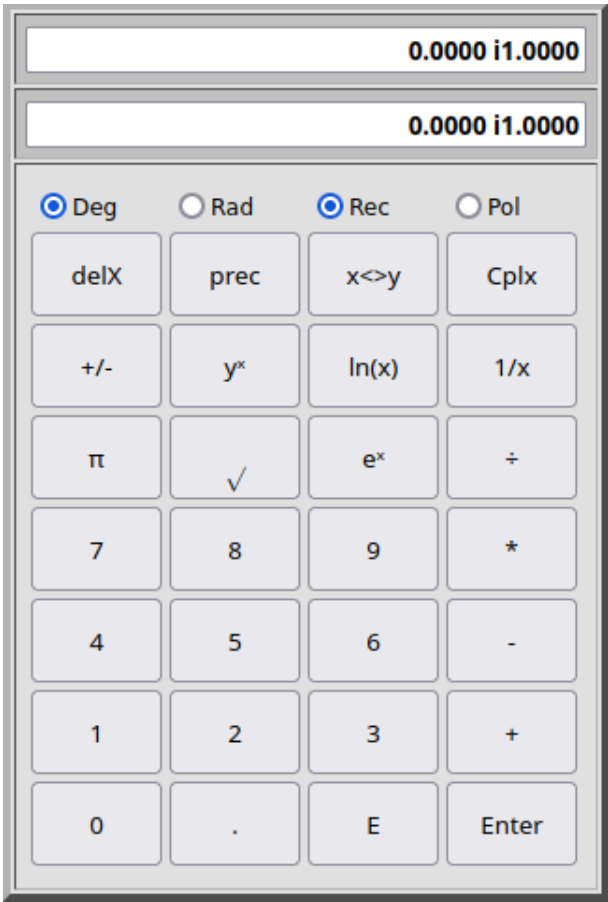 0.0000 i1.0000
0.0000 i1.0000
Deg Rad Rec Pol
delX prec x<>y Cplx
+/- yˣ ln(x) 1/x
π √ eˣ ÷
7 8 9 *
4 5 6 -
1 2 3 +
0 . E Enter